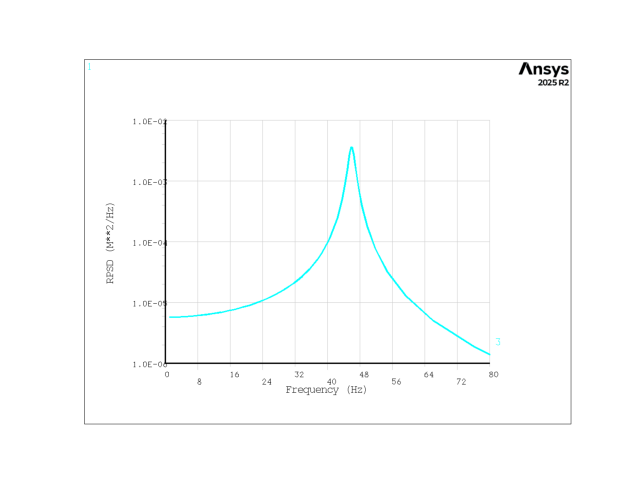 1
Ansys
2025 R2
1.0E-02
1.0E-03
1.0E-04
1.0E-05
1.0E-06
RPSD (M**2/Hz)
3
0 16 32 48 64 80
8 24 40 56 72
Frequency (Hz)